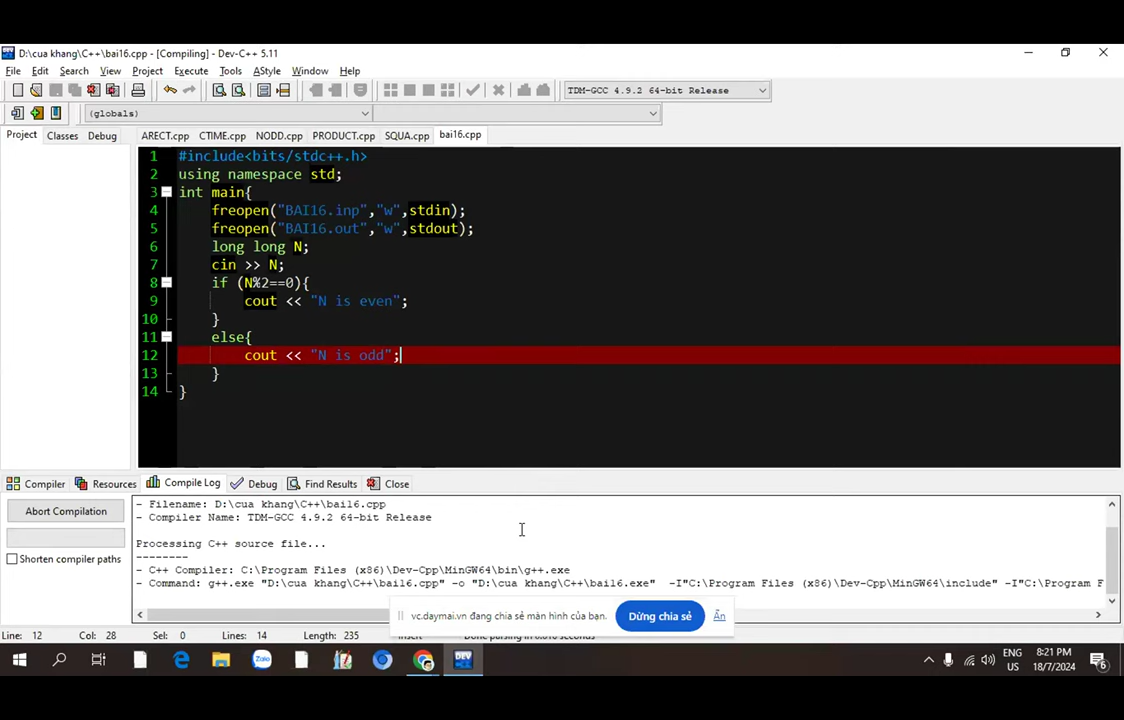 D:\cua khang\C++\bai16.cpp - [Compiling] - Dev-C++ 5.11
File Edit Search View Project Execute Tools AStyle Window Help
TDM-GCC 4.9.2 64-bit Release
(globals)
Project Classes Debug ARECT.cpp CTIME.cpp NODD.cpp PRODUCT.cpp SQUA.cpp bai16.cpp
1 #include<bits/stdc++.h>
2 using namespace std;
3 int main{
4 freopen("BAI16.inp","w",stdin);
5 freopen("BAI16.out","w",stdout);
6 long long N;
7 cin >> N;
8 if (N%2==0){
9 cout << "N is even";
10 }
11 else{
12 cout << "N is odd";
13 }
14 }
Compiler Resources Compile Log Debug Find Results Close
Abort Compilation
Shorten compiler paths
- Filename: D:\cua khang\C++\bai16.cpp
- Compiler Name: TDM-GCC 4.9.2 64-bit Release
Processing C++ source file...
--------
- C++ Compiler: C:\Program Files (x86)\Dev-Cpp\MinGW64\bin\g++.exe
- Command: g++.exe "D:\cua khang\C++\bai16.cpp" -o "D:\cua khang\C++\bai16.exe" -I"C:\Program Files (x86)\Dev-Cpp\MinGW64\include" -I"C:\Program F
vc.daymai.vn đang chia sẻ màn hình của bạn. Dừng chia sẻ Ẩn
Line: 12 Col: 28 Sel: 0 Lines: 14 Length: 235 Insert
Zalo DEV ENG US 8:21 PM 18/7/2024 6